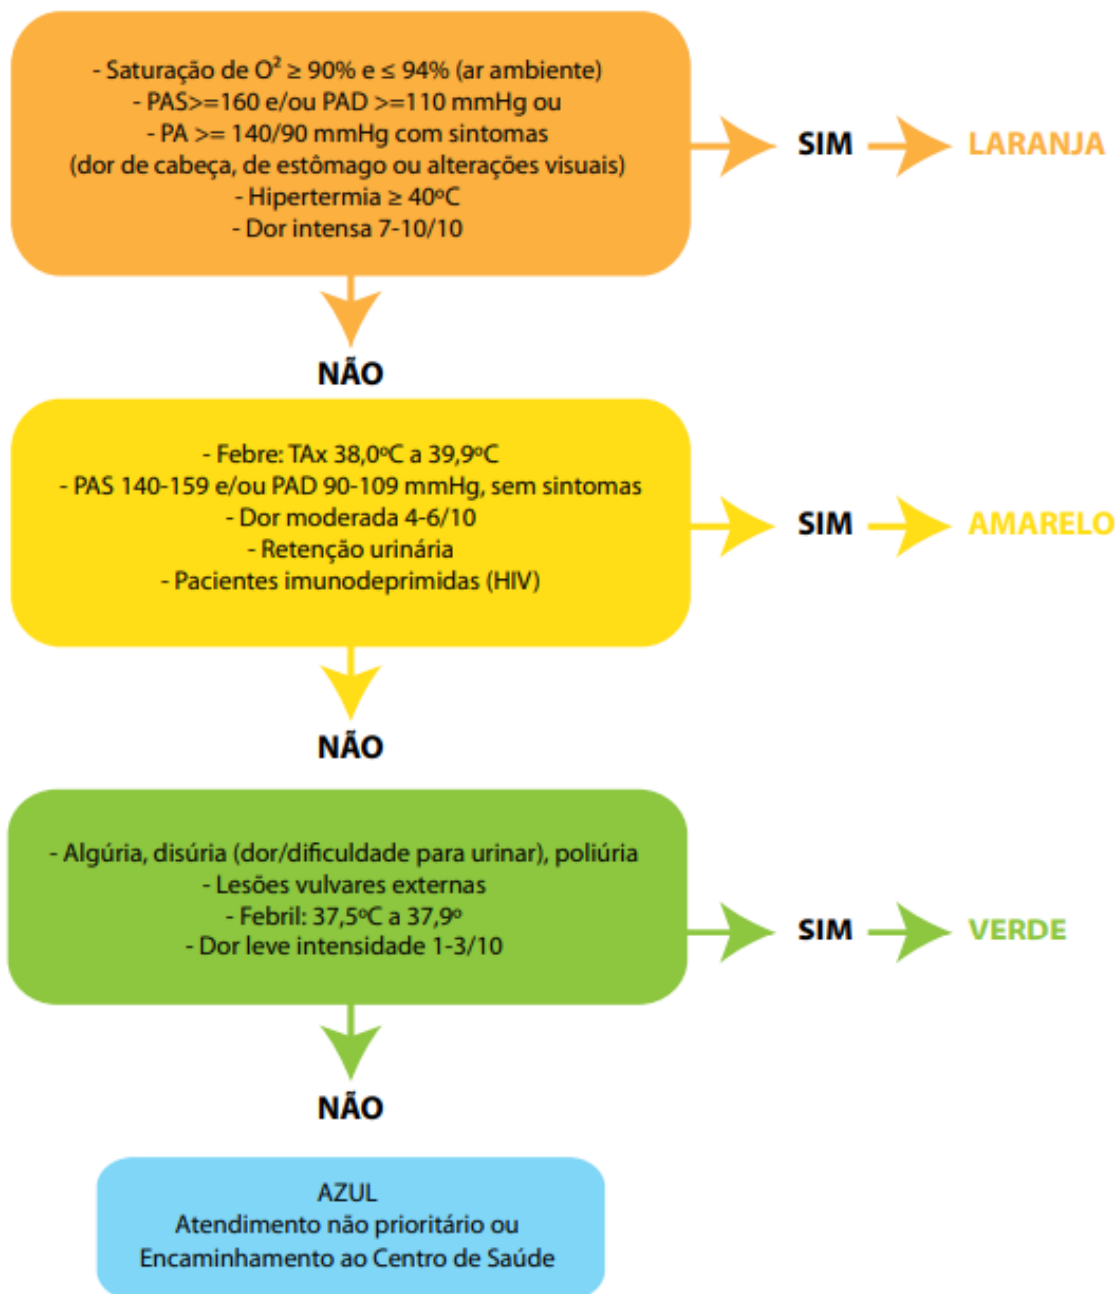 - Saturação de O² ≥ 90% e ≤ 94% (ar ambiente)
- PAS>=160 e/ou PAD >=110 mmHg ou
- PA >= 140/90 mmHg com sintomas
(dor de cabeça, de estômago ou alterações visuais)
- Hipertermia ≥ 40ºC
- Dor intensa 7-10/10
SIM
LARANJA
NÃO
- Febre: TAx 38,0ºC a 39,9ºC
- PAS 140-159 e/ou PAD 90-109 mmHg, sem sintomas
- Dor moderada 4-6/10
- Retenção urinária
- Pacientes imunodeprimidas (HIV)
SIM
AMARELO
NÃO
- Algúria, disúria (dor/dificuldade para urinar), poliúria
- Lesões vulvares externas
- Febril: 37,5ºC a 37,9º
- Dor leve intensidade 1-3/10
SIM
VERDE
NÃO
AZUL
Atendimento não prioritário ou
Encaminhamento ao Centro de Saúde